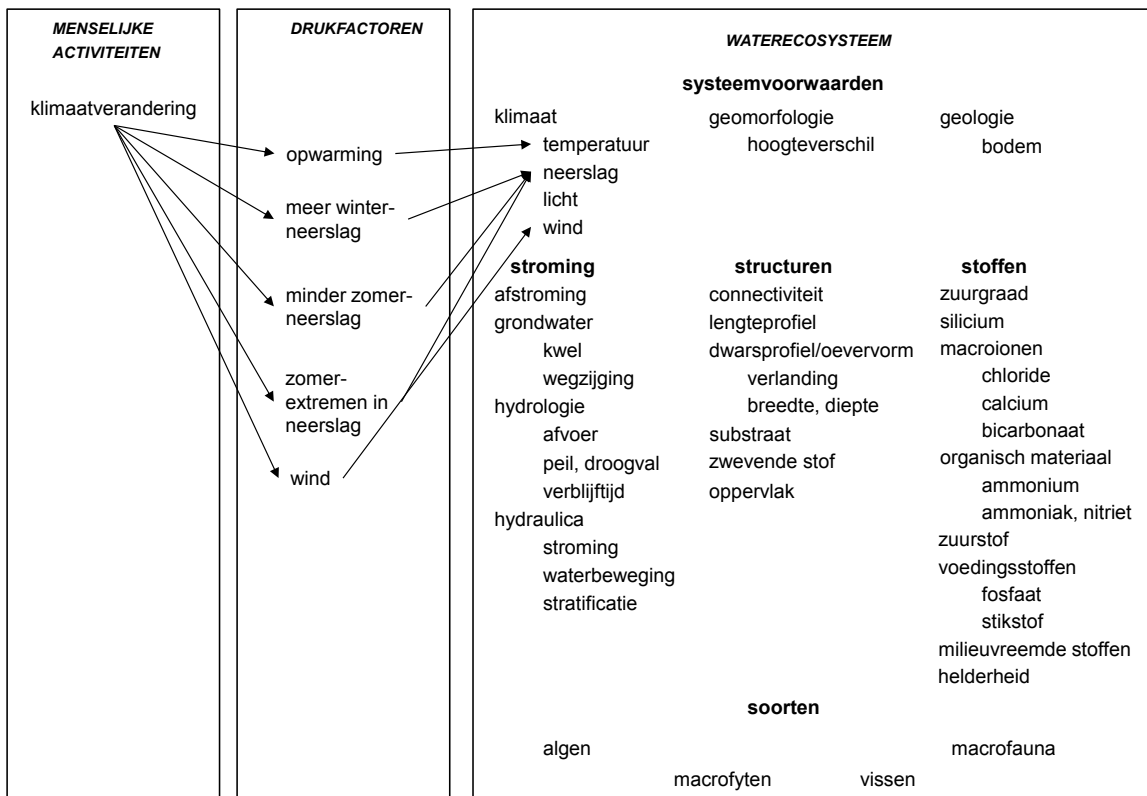 MENSELIJKE
ACTIVITEITEN
klimaatverandering
DRUKFACTOREN
opwarming
meer winter-
neerslag
minder zomer-
neerslag
zomer-
extremen in
neerslag
wind
WATERECOSYSTEEM
systeemvoorwaarden
klimaat
temperatuur
neerslag
licht
wind
geomorfologie
hoogteverschil
geologie
bodem
stroming
afstroming
grondwater
kwel
wegzijging
hydrologie
afvoer
peil, droogval
verblijftijd
hydraulica
stroming
waterbeweging
stratificatie
structuren
connectiviteit
lengteprofiel
dwarsprofiel/oevervorm
verlanding
breedte, diepte
substraat
zwevende stof
oppervlak
stoffen
zuurgraad
silicium
macroionen
chloride
calcium
bicarbonaat
organisch materiaal
ammonium
ammoniak, nitriet
zuurstof
voedingsstoffen
fosfaat
stikstof
milieuvreemde stoffen
helderheid
soorten
algen
macrofauna
macrofyten
vissen